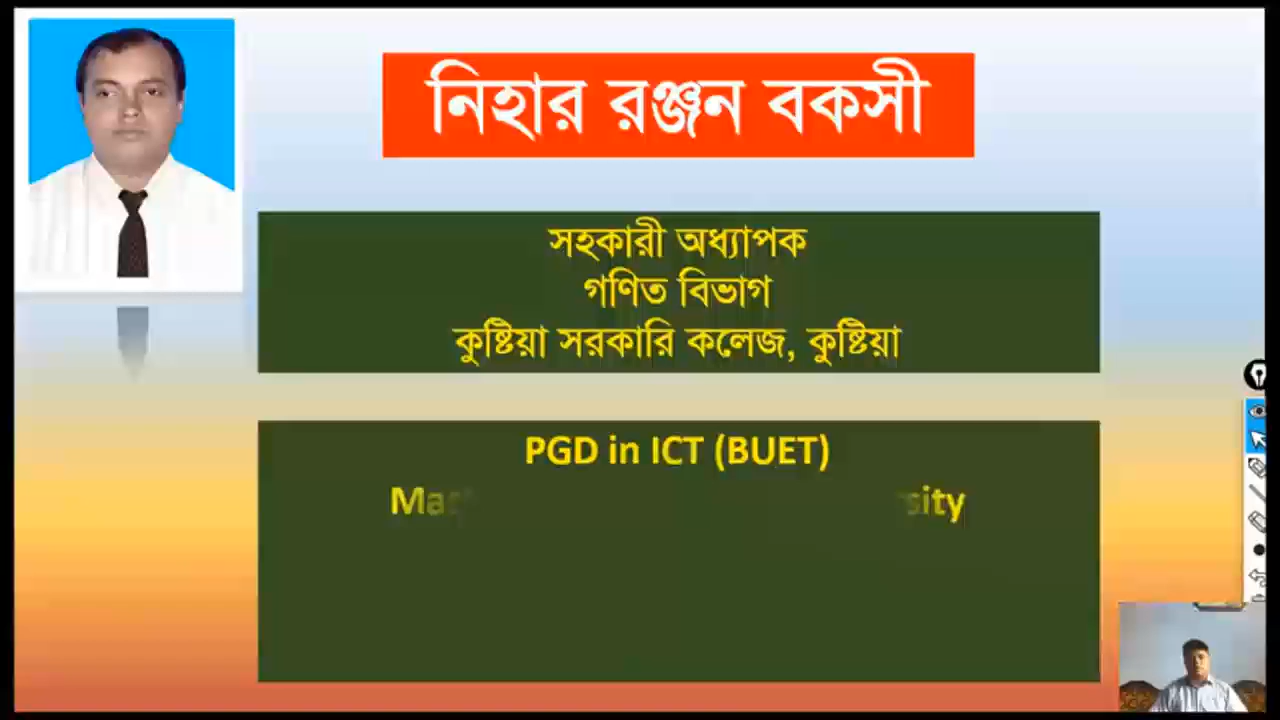 নিহার রঞ্জন বকসী
সহকারী অধ্যাপক
গণিত বিভাগ
কুষ্টিয়া সরকারি কলেজ, কুষ্টিয়া
PGD in ICT (BUET)